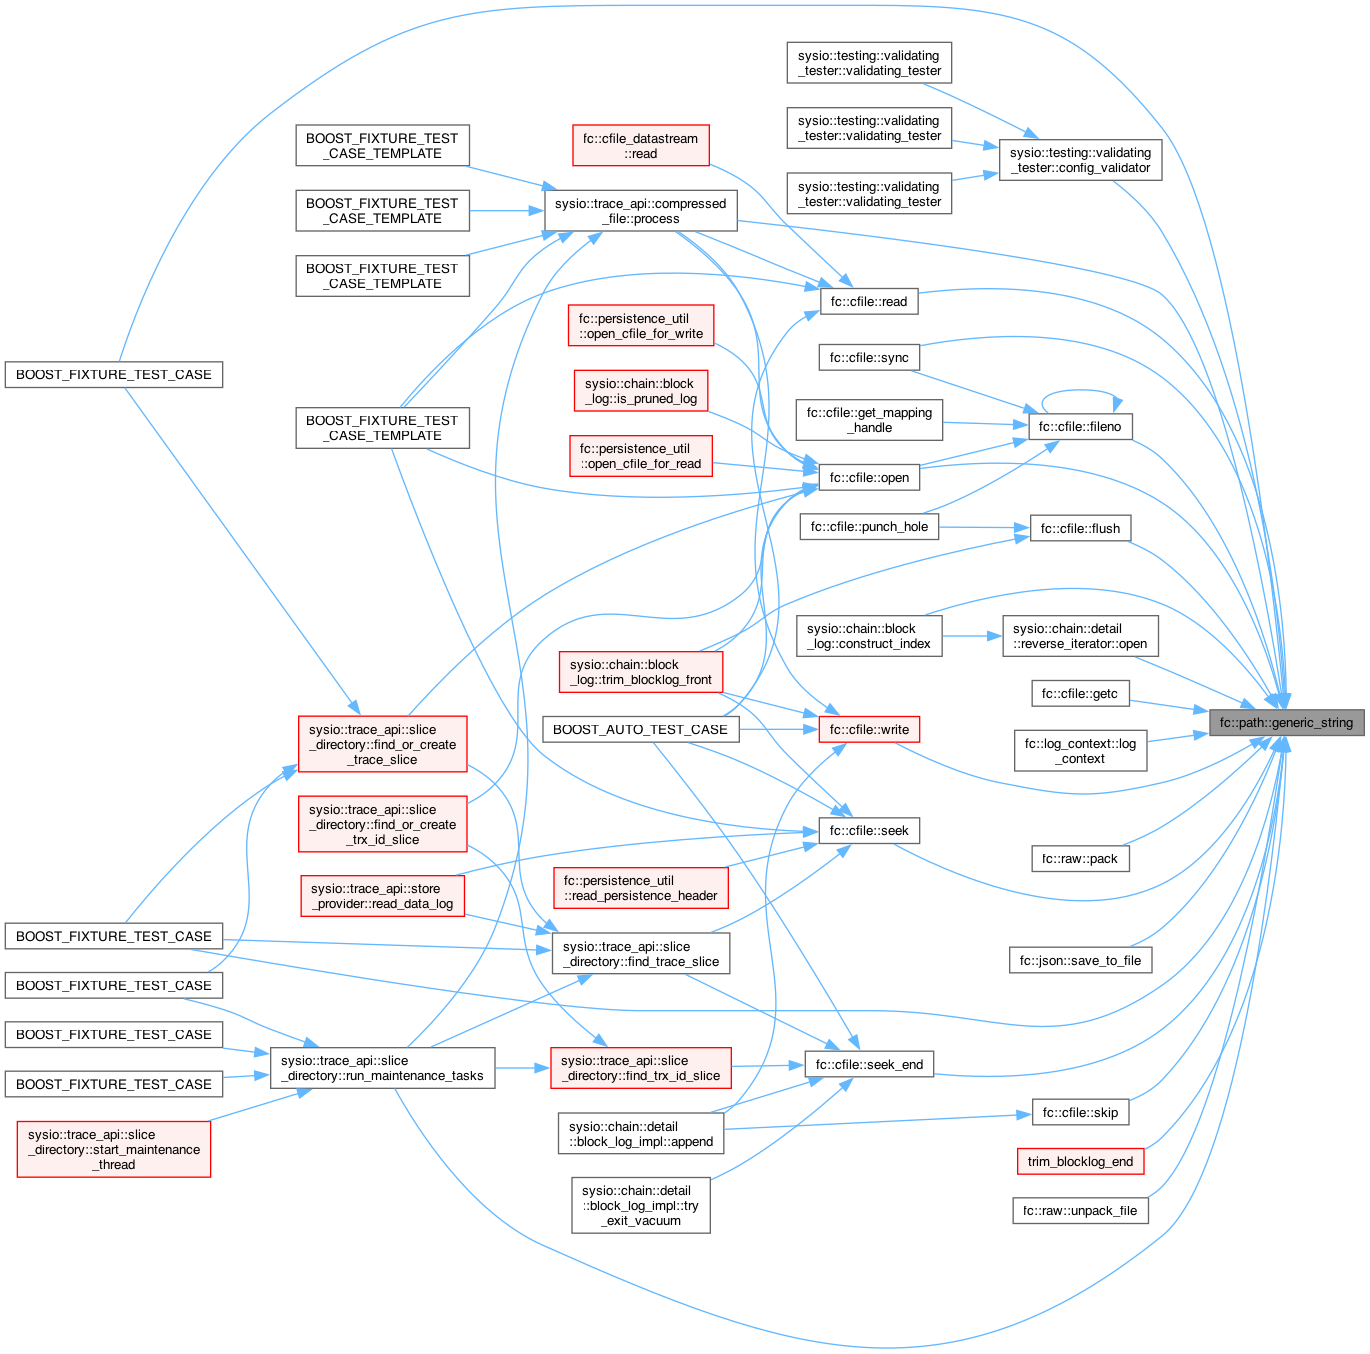 sysio::testing::validating
_tester::validating_tester
sysio::testing::validating
_tester::validating_tester
sysio::testing::validating
_tester::validating_tester
sysio::testing::validating
_tester::config_validator
BOOST_FIXTURE_TEST
_CASE_TEMPLATE
fc::cfile_datastream
::read
BOOST_FIXTURE_TEST
_CASE_TEMPLATE
sysio::trace_api::compressed
_file::process
BOOST_FIXTURE_TEST
_CASE_TEMPLATE
fc::cfile::read
fc::persistence_util
::open_cfile_for_write
fc::cfile::sync
BOOST_FIXTURE_TEST_CASE
sysio::chain::block
_log::is_pruned_log
fc::cfile::get_mapping
_handle
fc::cfile::fileno
BOOST_FIXTURE_TEST
_CASE_TEMPLATE
fc::persistence_util
::open_cfile_for_read
fc::cfile::open
fc::cfile::punch_hole
fc::cfile::flush
sysio::chain::block
_log::construct_index
sysio::chain::detail
::reverse_iterator::open
sysio::chain::block
_log::trim_blocklog_front
fc::cfile::getc
fc::path::generic_string
BOOST_AUTO_TEST_CASE
fc::cfile::write
fc::log_context::log
_context
sysio::trace_api::slice
_directory::find_or_create
_trace_slice
sysio::trace_api::slice
_directory::find_or_create
_trx_id_slice
fc::cfile::seek
fc::raw::pack
sysio::trace_api::store
_provider::read_data_log
fc::persistence_util
::read_persistence_header
BOOST_FIXTURE_TEST_CASE
sysio::trace_api::slice
_directory::find_trace_slice
fc::json::save_to_file
BOOST_FIXTURE_TEST_CASE
BOOST_FIXTURE_TEST_CASE
sysio::trace_api::slice
_directory::run_maintenance_tasks
sysio::trace_api::slice
_directory::find_trx_id_slice
fc::cfile::seek_end
BOOST_FIXTURE_TEST_CASE
fc::cfile::skip
sysio::chain::detail
::block_log_impl::append
sysio::trace_api::slice
_directory::start_maintenance
_thread
trim_blocklog_end
sysio::chain::detail
::block_log_impl::try
_exit_vacuum
fc::raw::unpack_file